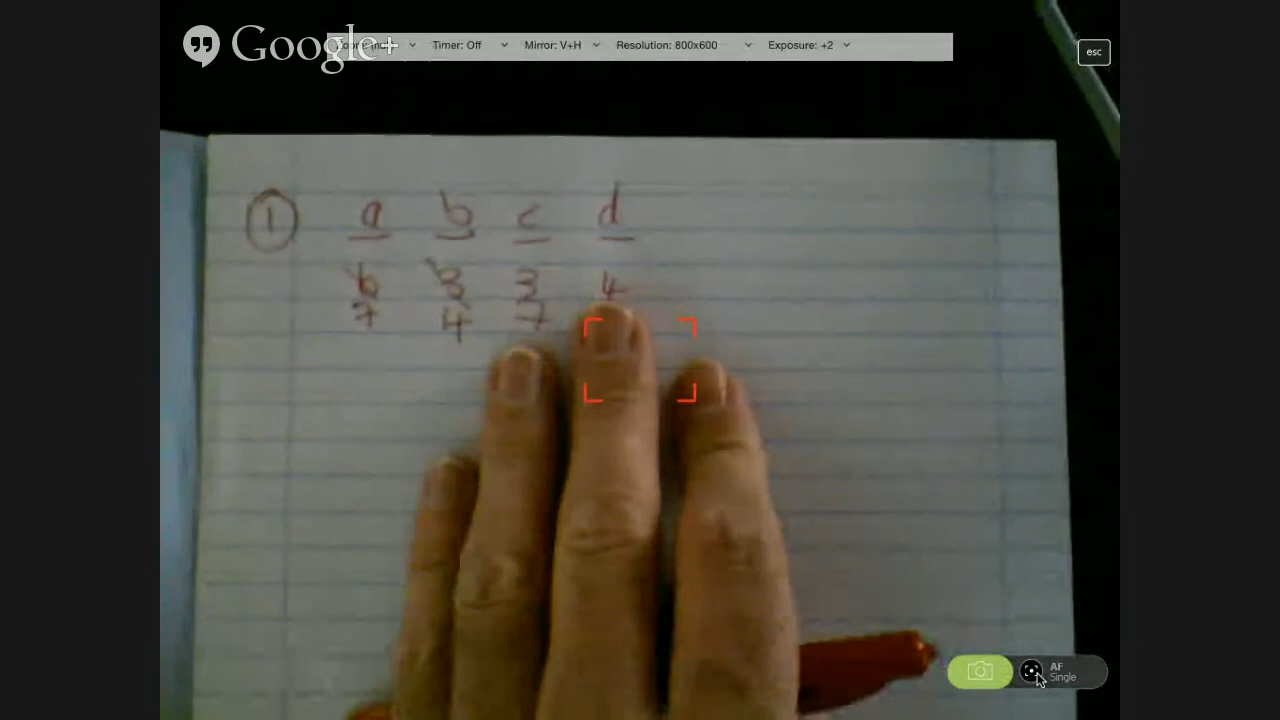 Google+
Timer: Off Mirror: V+H Resolution: 800x600 Exposure: +2
esc
① a b c d
6 3 3 4
7 4 7
AF
Single